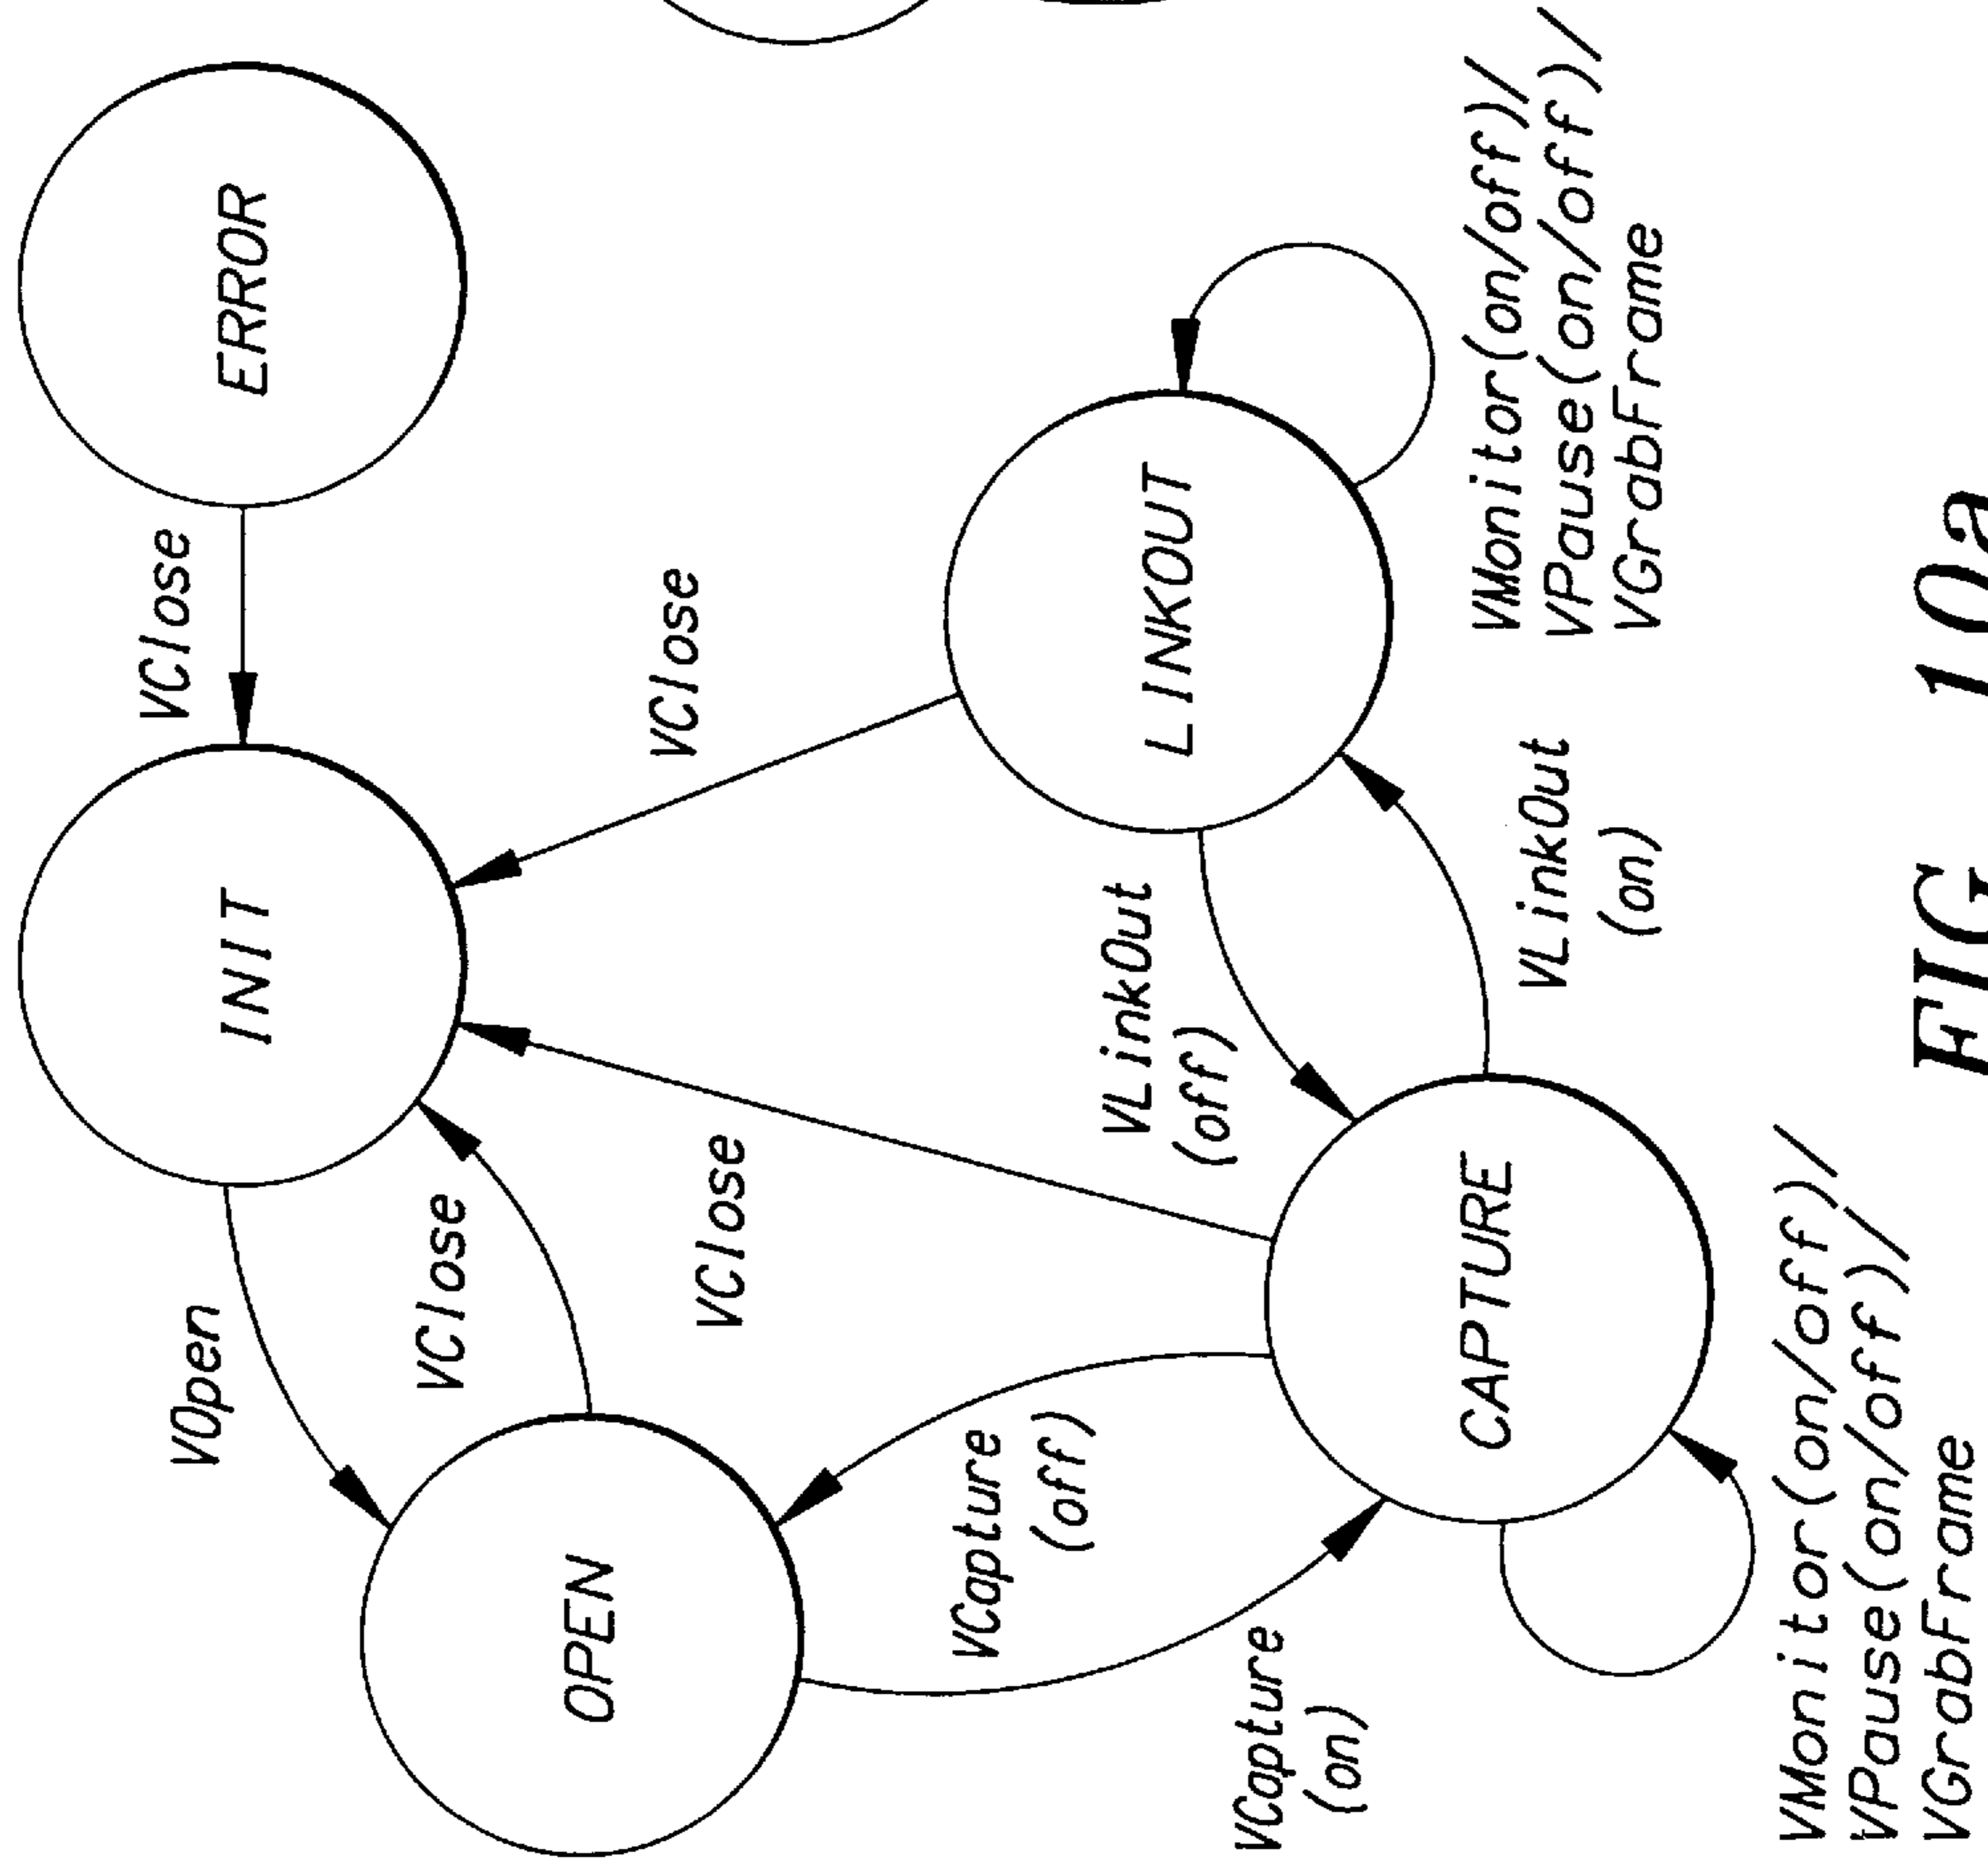 ERROR
VClose
INIT
VClose
LINKOUT
VMonitor(on/off)/
VPause(on/off)/
VGrabFrame
VOpen
VClose
VClose
VLinkOut
(off)
VLinkOut
(on)
OPEN
VCapture
(off)
CAPTURE
VCapture
(on)
VMonitor(on/off)/
VPause(on/off)/
VGrabFrame
FIG 10a